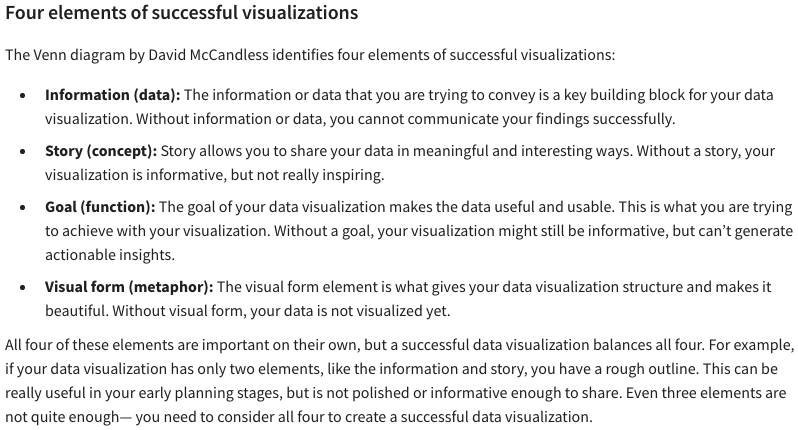 Four elements of successful visualizations
The Venn diagram by David McCandless identifies four elements of successful visualizations:
• Information (data): The information or data that you are trying to convey is a key building block for your data
visualization. Without information or data, you cannot communicate your findings successfully.
• Story (concept): Story allows you to share your data in meaningful and interesting ways. Without a story, your
visualization is informative, but not really inspiring.
• Goal (function): The goal of your data visualization makes the data useful and usable. This is what you are trying
to achieve with your visualization. Without a goal, your visualization might still be informative, but can’t generate
actionable insights.
• Visual form (metaphor): The visual form element is what gives your data visualization structure and makes it
beautiful. Without visual form, your data is not visualized yet.
All four of these elements are important on their own, but a successful data visualization balances all four. For example,
if your data visualization has only two elements, like the information and story, you have a rough outline. This can be
really useful in your early planning stages, but is not polished or informative enough to share. Even three elements are
not quite enough— you need to consider all four to create a successful data visualization.